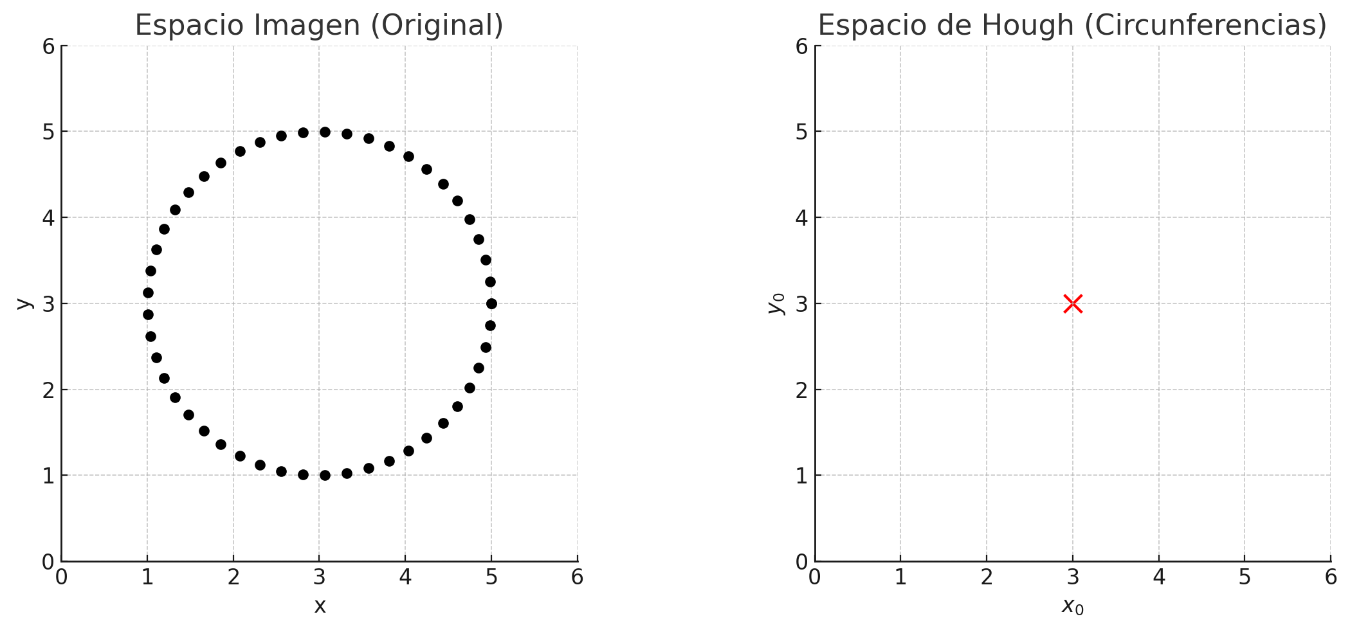 Espacio Imagen (Original)
6
5
4
3
2
1
0
y
0 1 2 3 4 5 6
x
Espacio de Hough (Circunferencias)
6
5
4
3
2
1
0
y₀
0 1 2 3 4 5 6
x₀